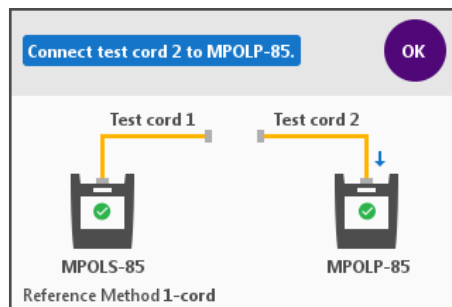 Connect test cord 2 to MPOLP-85.
OK
Test cord 1
Test cord 2
MPOLS-85
MPOLP-85
Reference Method 1-cord